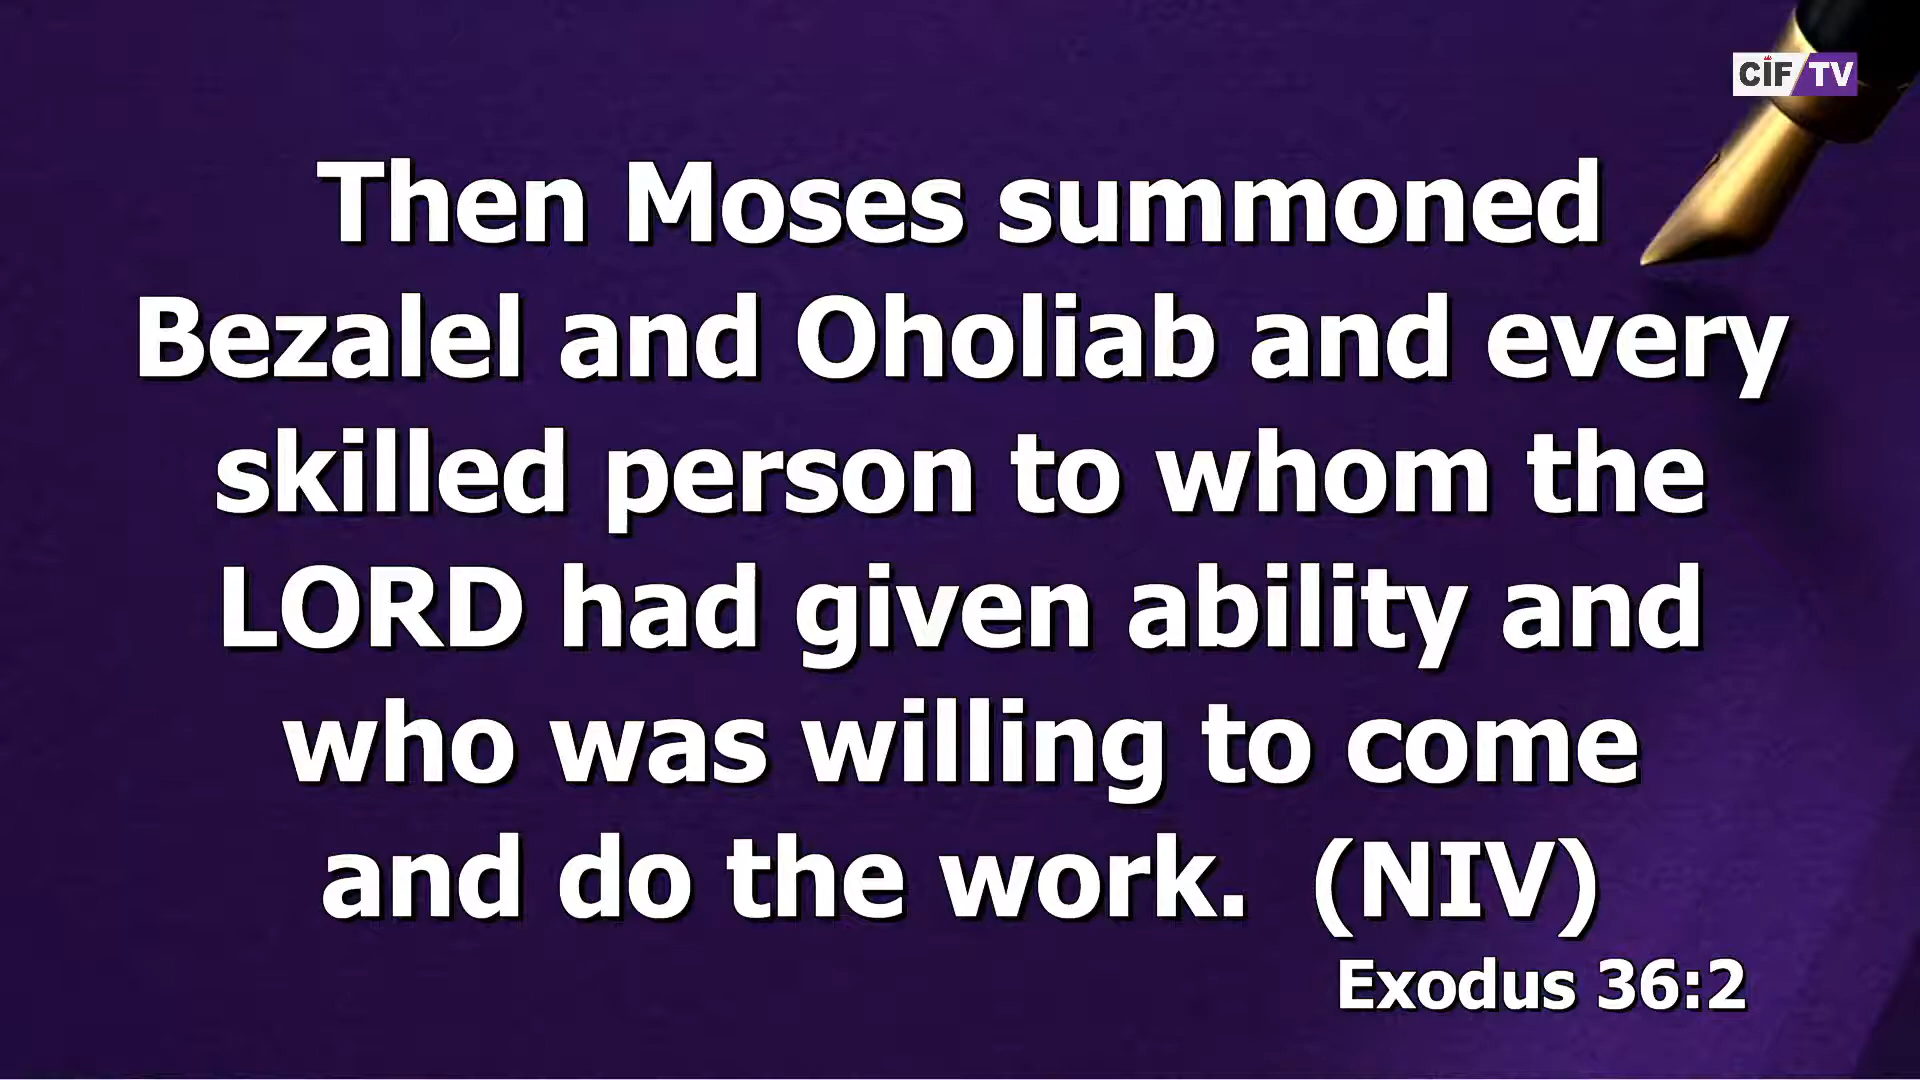 CIF/TV
Then Moses summoned
Bezalel and Oholiab and every
skilled person to whom the
LORD had given ability and
who was willing to come
and do the work.  (NIV)
Exodus 36:2